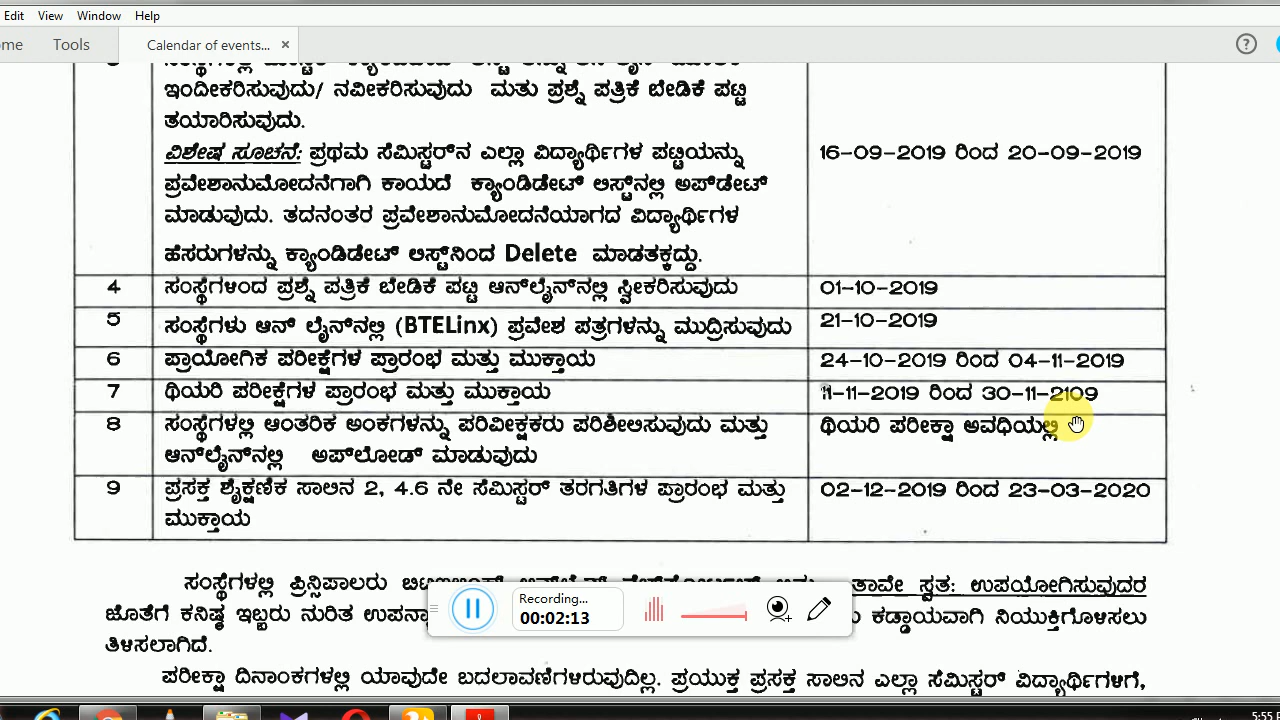 Edit View Window Help
ome Tools Calendar of events... ×
ಇಂದೀಕರಿಸುವುದು/ ನವೀಕರಿಸುವುದು ಮತು ಪ್ರಶ್ನೆ ಪತ್ರಿಕೆ ಬೇಡಿಕೆ ಪಟ್ಟಿ
ತಯಾರಿಸುವುದು.
ವಿಶೇಷ ಸೂಚನೆ: ಪ್ರಥಮ ಸೆಮಿಸ್ಟರ್‌ನ ಎಲ್ಲಾ ವಿದ್ಯಾರ್ಥಿಗಳ ಪಟ್ಟಿಯನ್ನು 16-09-2019 ರಿಂದ 20-09-2019
ಪ್ರವೇಶಾನುಮೋದನೆಗಾಗಿ ಕಾಯದೆ ಕ್ಯಾಂಡಿಡೇಟ್ ಲಿಸ್ಟ್‌ನಲ್ಲಿ ಅಪ್‌ಡೇಟ್
ಮಾಡುವುದು. ತದನಂತರ ಪ್ರವೇಶಾನುಮೋದನೆಯಾಗದ ವಿದ್ಯಾರ್ಥಿಗಳ
ಹೆಸರುಗಳನ್ನು ಕ್ಯಾಂಡಿಡೇಟ್ ಲಿಸ್ಟ್‌ನಿಂದ Delete ಮಾಡತಕ್ಕದ್ದು.
4 ಸಂಸ್ಥೆಗಳಿಂದ ಪ್ರಶ್ನೆ ಪತ್ರಿಕೆ ಬೇಡಿಕೆ ಪಟ್ಟಿ ಆನ್‌ಲೈನ್‌ನಲ್ಲಿ ಸ್ವೀಕರಿಸುವುದು 01-10-2019
5 ಸಂಸ್ಥೆಗಳು ಆನ್ ಲೈನ್‌ನಲ್ಲಿ (BTELinx) ಪ್ರವೇಶ ಪತ್ರಗಳನ್ನು ಮುದ್ರಿಸುವುದು 21-10-2019
6 ಪ್ರಾಯೋಗಿಕ ಪರೀಕ್ಷೆಗಳ ಪ್ರಾರಂಭ ಮತ್ತು ಮುಕ್ತಾಯ 24-10-2019 ರಿಂದ 04-11-2019
7 ಥಿಯರಿ ಪರೀಕ್ಷೆಗಳ ಪ್ರಾರಂಭ ಮತ್ತು ಮುಕ್ತಾಯ 11-11-2019 ರಿಂದ 30-11-2109
8 ಸಂಸ್ಥೆಗಳಲ್ಲಿ ಆಂತರಿಕ ಅಂಕಗಳನ್ನು ಪರಿವೀಕ್ಷಕರು ಪರಿಶೀಲಿಸುವುದು ಮತ್ತು ಥಿಯರಿ ಪರೀಕ್ಷಾ ಅವಧಿಯಲ್ಲಿ
ಆನ್‌ಲೈನ್‌ನಲ್ಲಿ ಅಪ್‌ಲೋಡ್ ಮಾಡುವುದು
9 ಪ್ರಸಕ್ತ ಶೈಕ್ಷಣಿಕ ಸಾಲಿನ 2, 4.6 ನೇ ಸೆಮಿಸ್ಟರ್ ತರಗತಿಗಳ ಪ್ರಾರಂಭ ಮತ್ತು 02-12-2019 ರಿಂದ 23-03-2020
ಮುಕ್ತಾಯ
ಸಂಸ್ಥೆಗಳಲ್ಲಿ ಪ್ರಿನ್ಸಿಪಾಲರು ತಾವೇ ಸ್ವತ: ಉಪಯೋಗಿಸುವುದರ
ಜೊತೆಗೆ ಕನಿಷ್ಠ ಇಬ್ಬರು ನುರಿತ ಕಡ್ಡಾಯವಾಗಿ ನಿಯುಕ್ತಿಗೊಳಿಸಲು
ತಿಳಿಸಲಾಗಿದೆ.
ಪರೀಕ್ಷಾ ದಿನಾಂಕಗಳಲ್ಲಿ ಯಾವುದೇ ಬದಲಾವಣೆಗಳಿರುವುದಿಲ್ಲ. ಪ್ರಯುಕ್ತ ಪ್ರಸಕ್ತ ಸಾಲಿನ ಎಲ್ಲಾ ಸೆಮಿಸ್ಟರ್ ವಿದ್ಯಾರ್ಥಿಗಳಿಗೆ,
Recording...
00:02:13
5:55